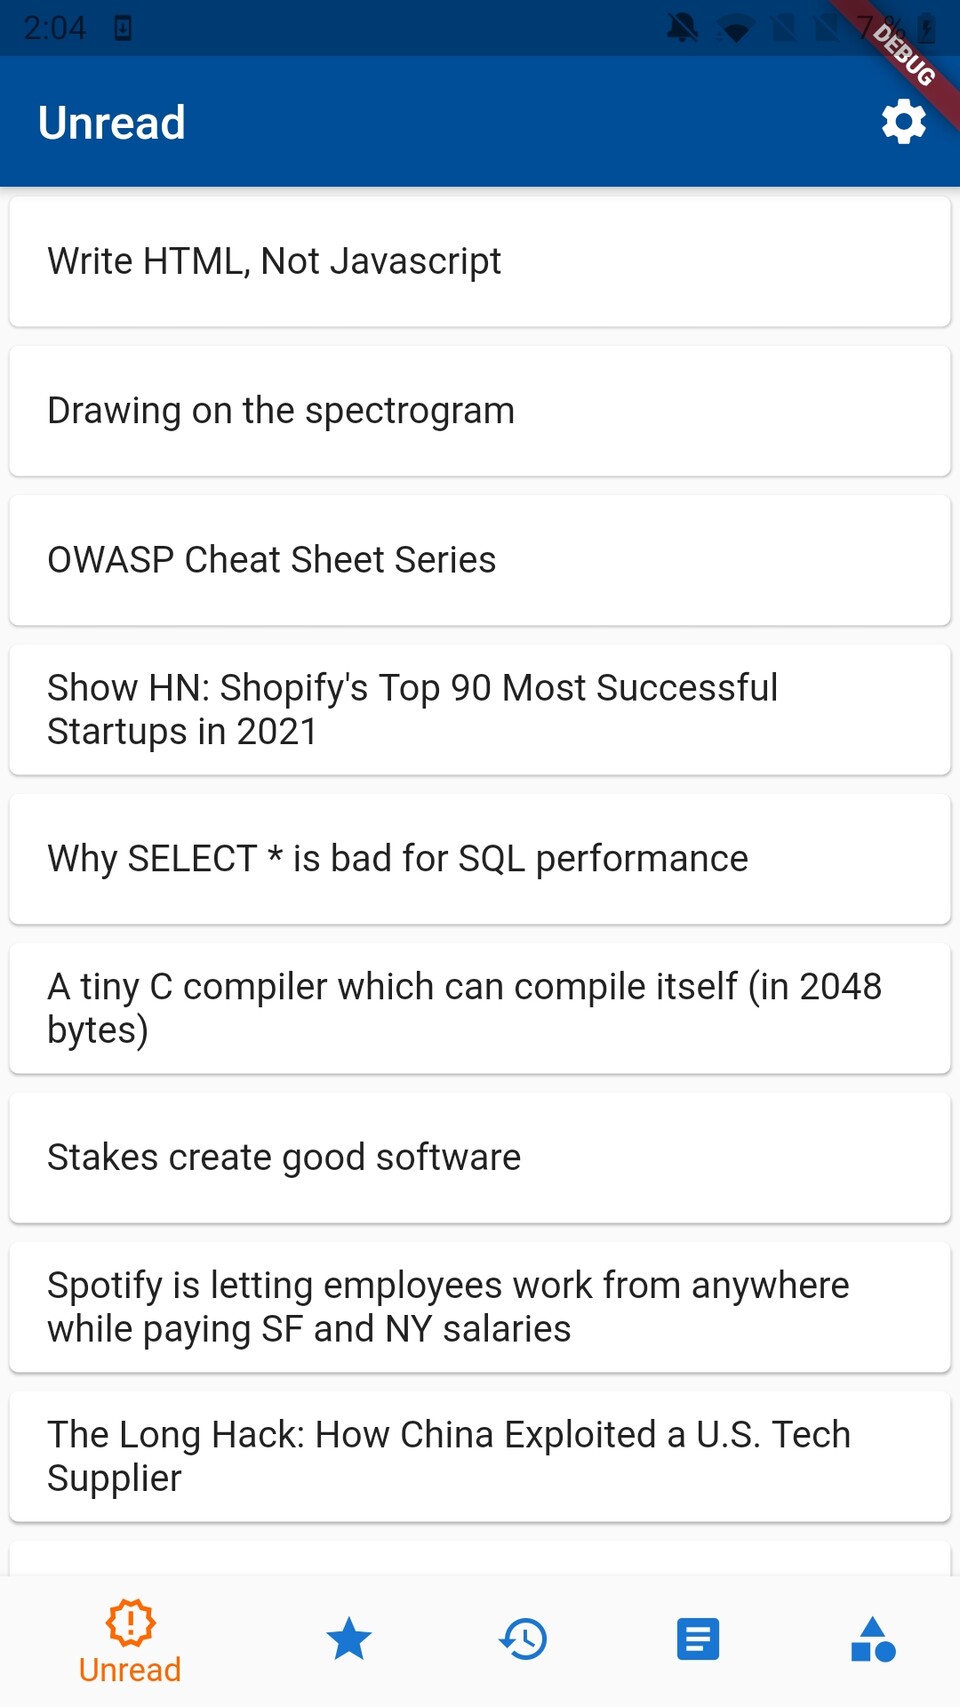 2:04
DEBUG
Unread
Write HTML, Not Javascript
Drawing on the spectrogram
OWASP Cheat Sheet Series
Show HN: Shopify's Top 90 Most Successful
Startups in 2021
Why SELECT * is bad for SQL performance
A tiny C compiler which can compile itself (in 2048
bytes)
Stakes create good software
Spotify is letting employees work from anywhere
while paying SF and NY salaries
The Long Hack: How China Exploited a U.S. Tech
Supplier
Unread